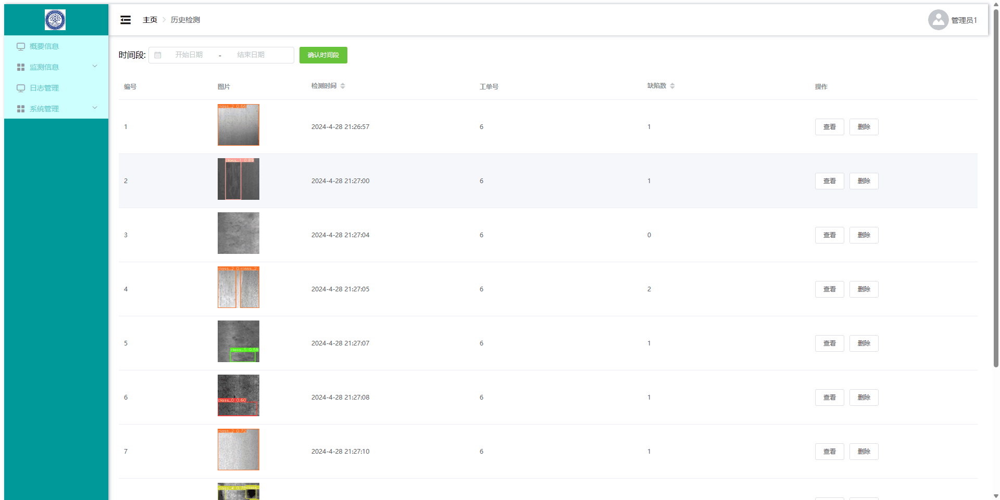 主页 历史检测
管理员1
概要信息
监测信息
日志管理
系统管理
时间段: 开始日期 - 结束日期 确认时间段
编号 图片 检测时间 工单号 缺陷数 操作
class_2 0.66
1 2024-4-28 21:26:57 6 1 查看 删除
class_1 0.89
2 2024-4-28 21:27:00 6 1 查看 删除
3 2024-4-28 21:27:04 6 0 查看 删除
class_2 0 class_2
4 2024-4-28 21:27:05 6 2 查看 删除
class_5 0.58
5 2024-4-28 21:27:07 6 1 查看 删除
class_0 0.60
6 2024-4-28 21:27:08 6 1 查看 删除
class_2 0.72
7 2024-4-28 21:27:10 6 1 查看 删除
class_4 0.78 class